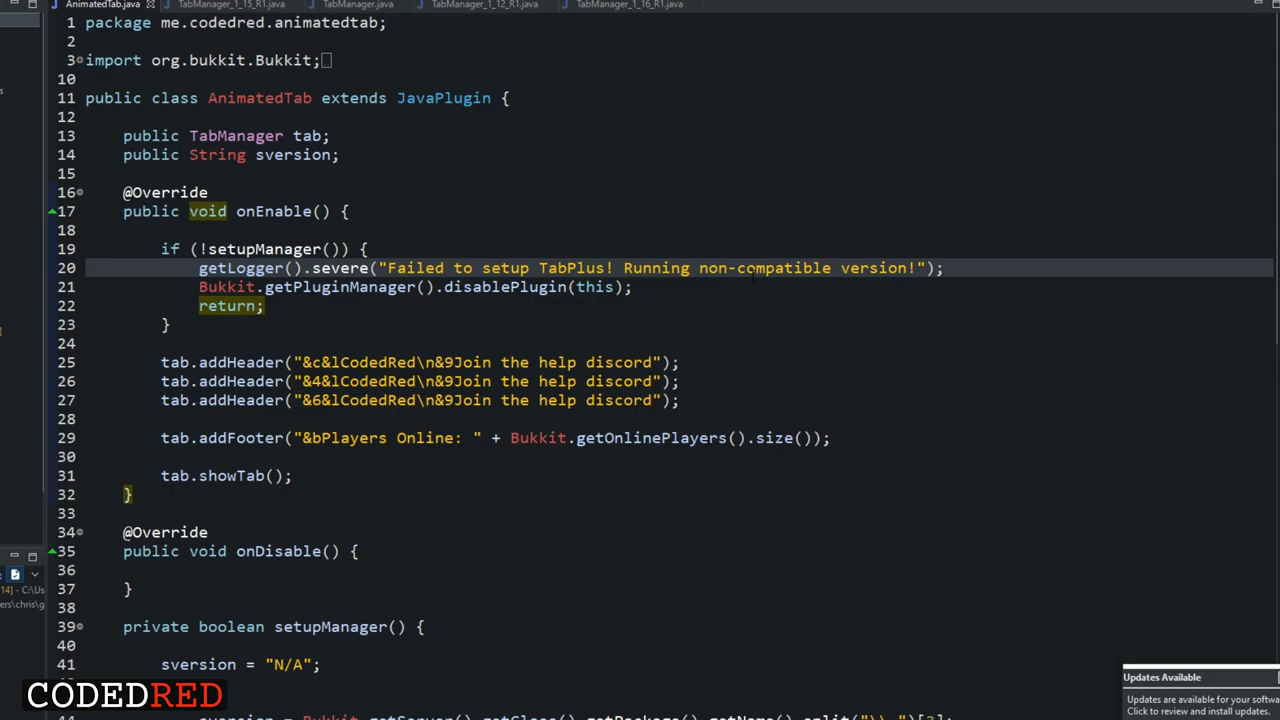 AnimatedTab.java
TabManager_1_15_R1.java
TabManager.java
TabManager_1_12_R1.java
TabManager_1_16_R1.java
1 package me.codedred.animatedtab;
2
3 import org.bukkit.Bukkit;
10
11 public class AnimatedTab extends JavaPlugin {
12
13 public TabManager tab;
14 public String sversion;
15
16 @Override
17 public void onEnable() {
18
19 if (!setupManager()) {
20 getLogger().severe("Failed to setup TabPlus! Running non-compatible version!");
21 Bukkit.getPluginManager().disablePlugin(this);
22 return;
23 }
24
25 tab.addHeader("&c&lCodedRed\n&9Join the help discord");
26 tab.addHeader("&4&lCodedRed\n&9Join the help discord");
27 tab.addHeader("&6&lCodedRed\n&9Join the help discord");
28
29 tab.addFooter("&bPlayers Online: " + Bukkit.getOnlinePlayers().size());
30
31 tab.showTab();
32 }
33
34 @Override
35 public void onDisable() {
36
37 }
38
39 private boolean setupManager() {
40
41 sversion = "N/A";
14] - C:\Us
ers\chris\g
CODEDRED
Updates Available
Updates are available for your softwa
Click to review and install updates.